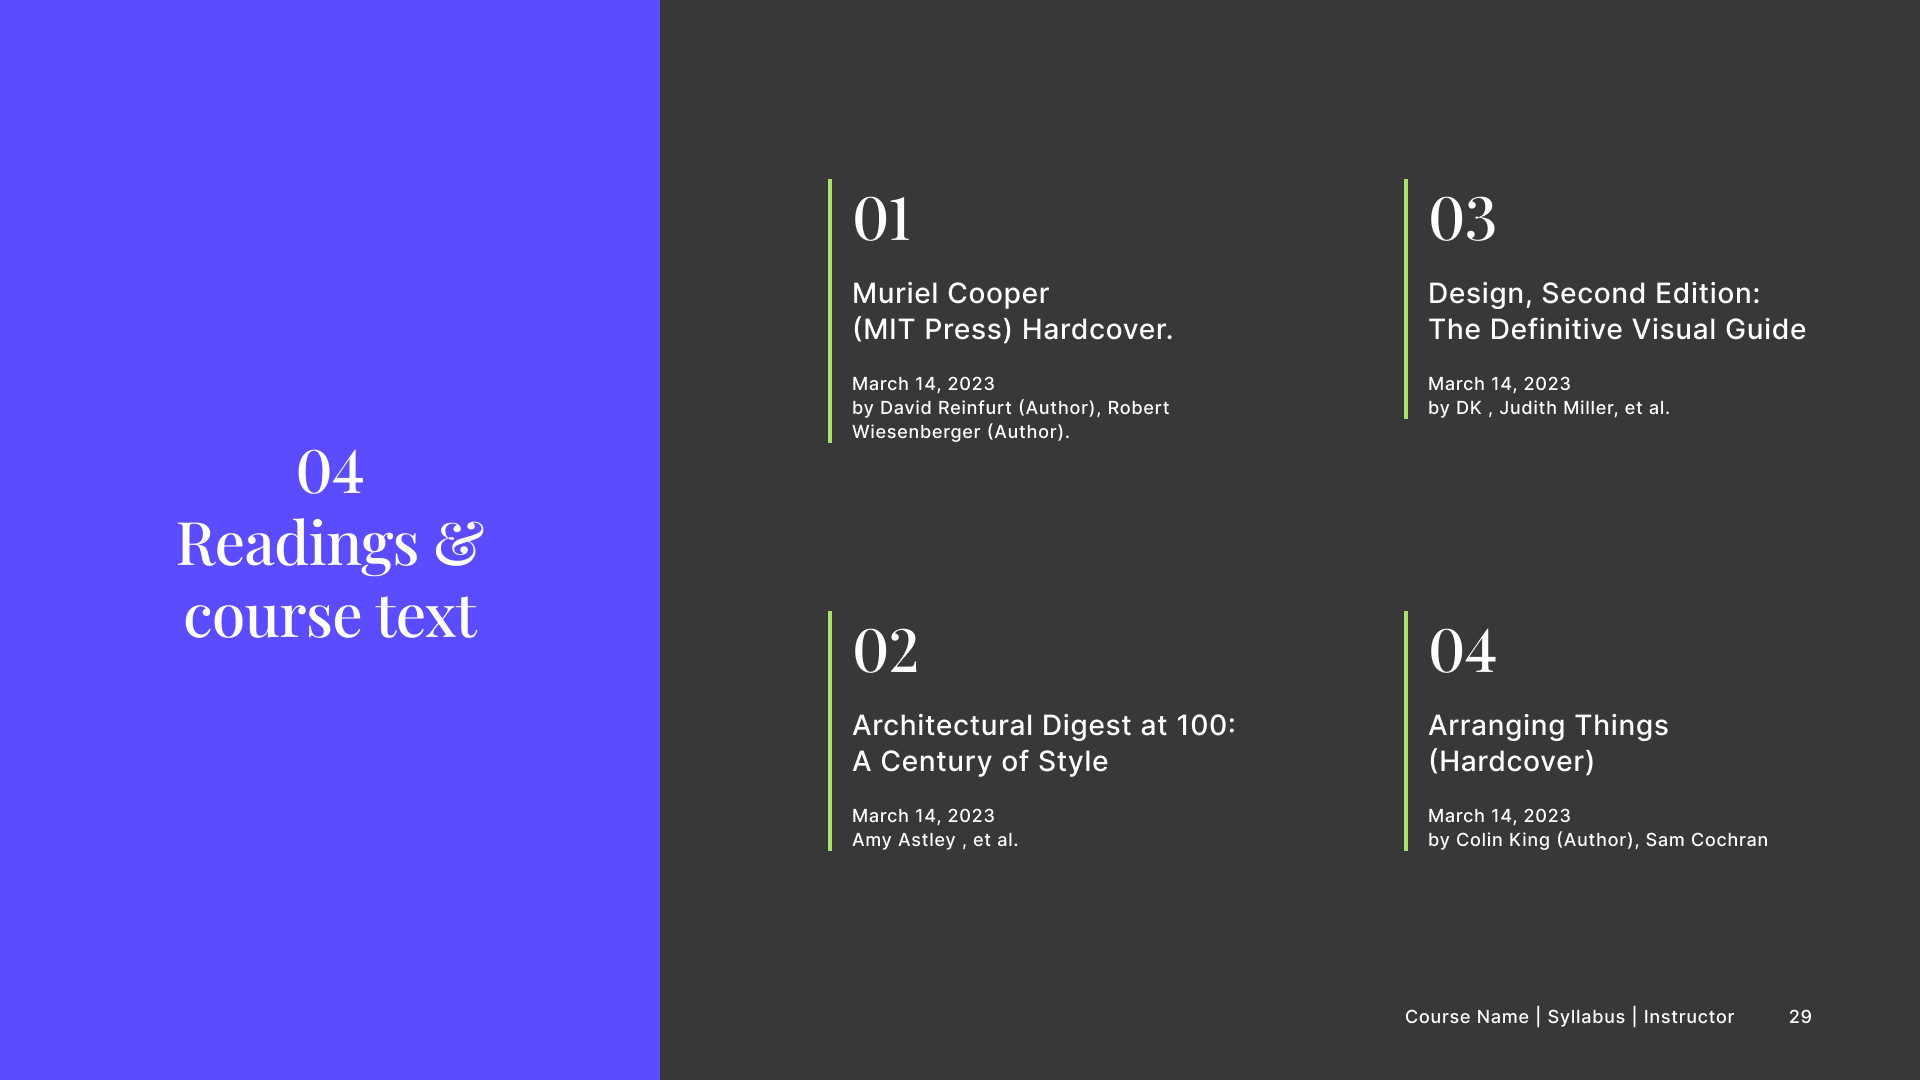 04
Readings &
course text
01
Muriel Cooper
(MIT Press) Hardcover.
March 14, 2023
by David Reinfurt (Author), Robert
Wiesenberger (Author).
02
Architectural Digest at 100:
A Century of Style
March 14, 2023
Amy Astley , et al.
03
Design, Second Edition:
The Definitive Visual Guide
March 14, 2023
by DK , Judith Miller, et al.
04
Arranging Things
(Hardcover)
March 14, 2023
by Colin King (Author), Sam Cochran
Course Name | Syllabus | Instructor 29